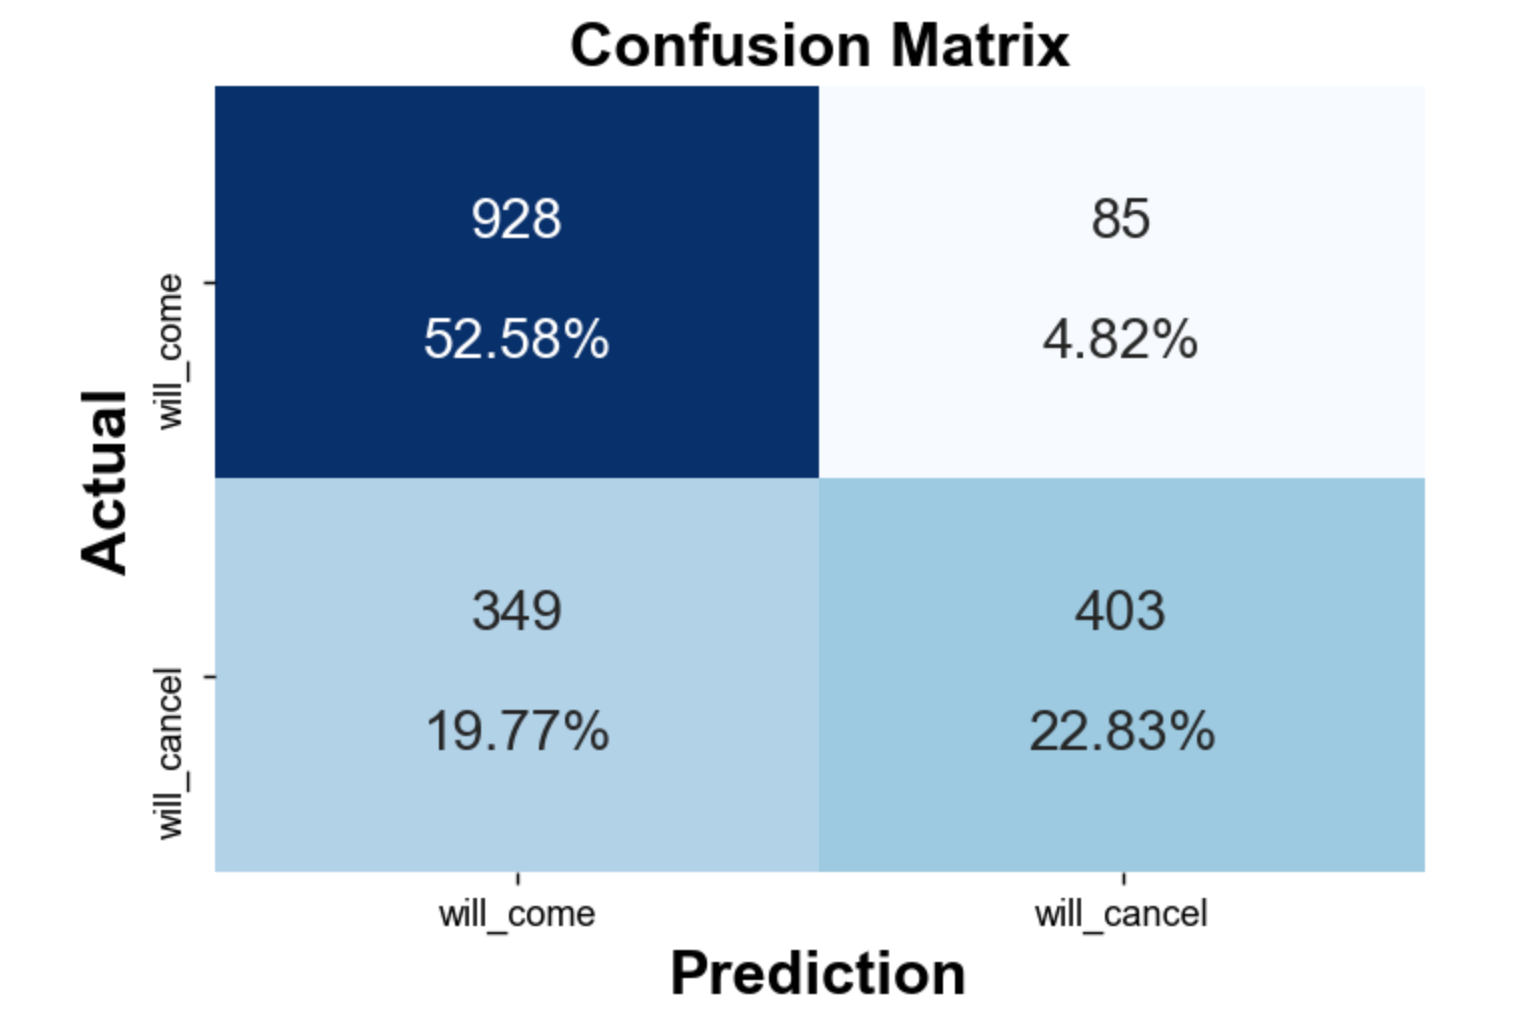 Confusion Matrix
Actual
will_come
928
85
52.58%
4.82%
will_cancel
349
403
19.77%
22.83%
will_come
will_cancel
Prediction